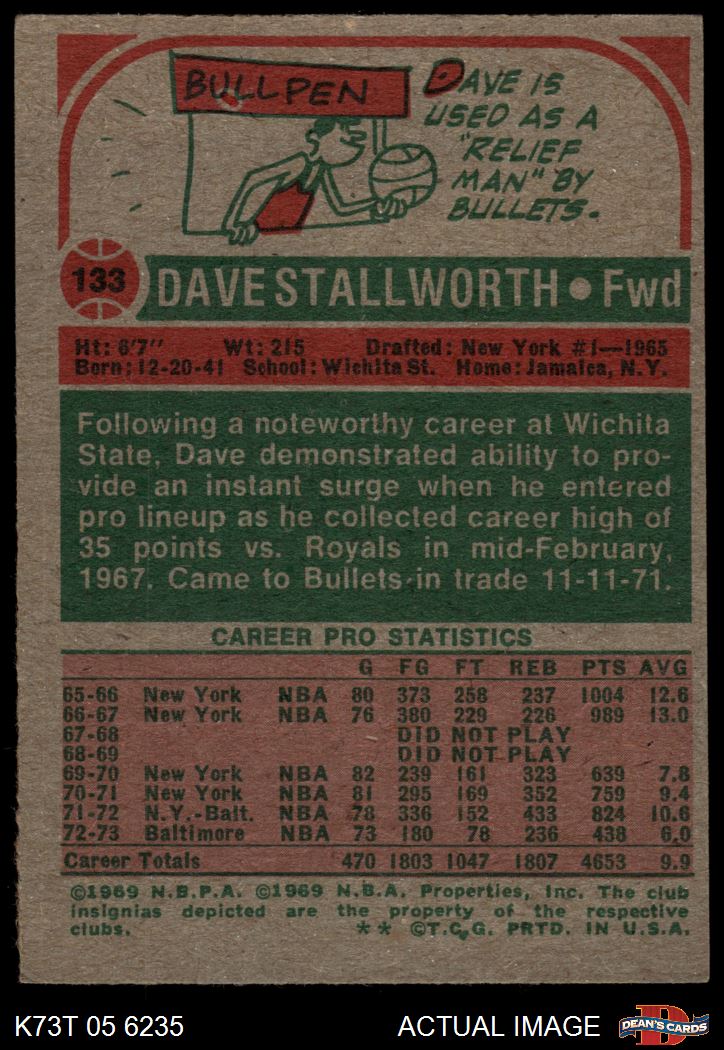 BULLPEN
DAVE IS
USED AS A
"RELIEF
MAN" BY
BULLETS.
133 DAVE STALLWORTH • Fwd
Ht: 6'7" Wt: 215 Drafted: New York #1—1965
Born: 12-20-41 School: Wichita St. Home: Jamaica, N.Y.
Following a noteworthy career at Wichita
State, Dave demonstrated ability to pro-
vide an instant surge when he entered
pro lineup as he collected career high of
35 points vs. Royals in mid-February,
1967. Came to Bullets in trade 11-11-71.
CAREER PRO STATISTICS
G FG FT REB PTS AVG
65-66 New York NBA 80 373 258 237 1004 12.6
66-67 New York NBA 76 380 229 226 989 13.0
67-68 DID NOT PLAY
68-69 DID NOT PLAY
69-70 New York NBA 82 239 161 323 639 7.8
70-71 New York NBA 81 295 169 352 759 9.4
71-72 N.Y.-Balt. NBA 78 336 152 433 824 10.6
72-73 Baltimore NBA 73 180 78 236 438 6.0
Career Totals 470 1803 1047 1807 4653 9.9
©1969 N.B.P.A. ©1969 N.B.A. Properties, Inc. The club
insignias depicted are the property of the respective
clubs. ** ©T.C.G. PRTD. IN U.S.A.
K73T 05 6235 ACTUAL IMAGE D DEAN'S CARDS